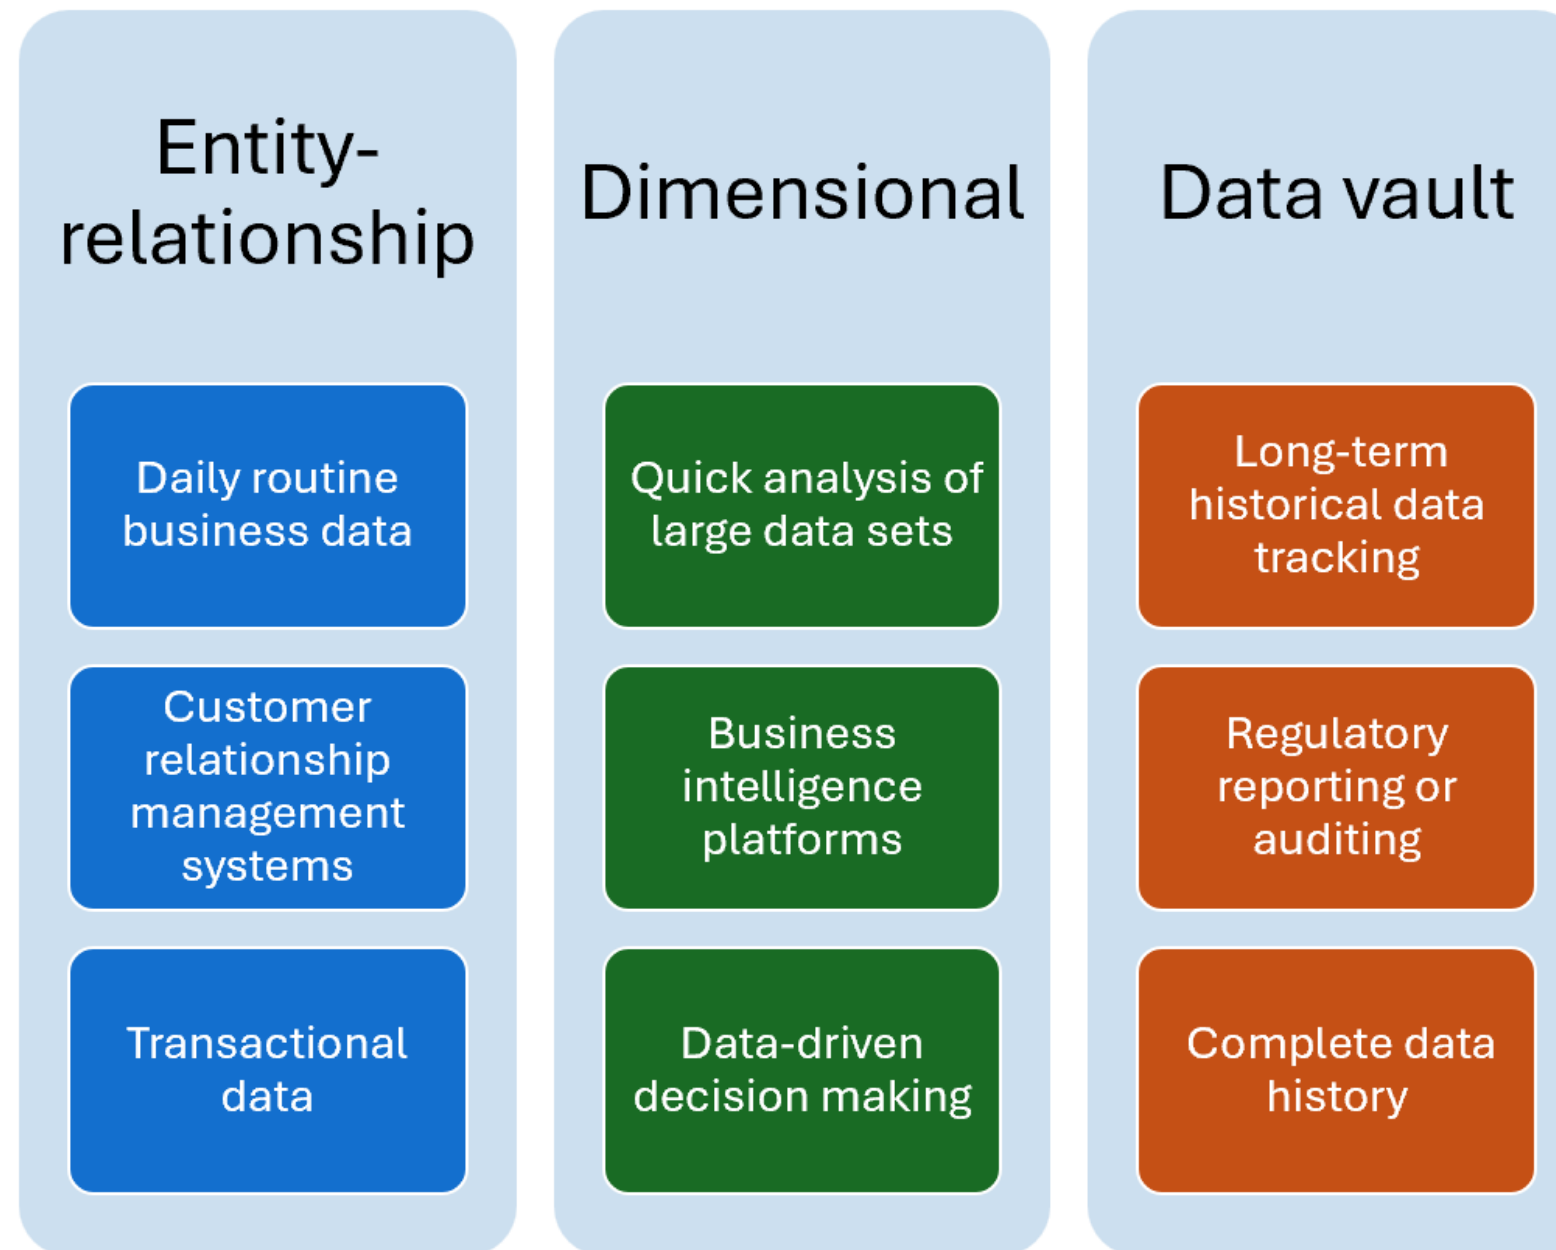 Entity-
relationship
Daily routine
business data
Customer
relationship
management
systems
Transactional
data
Dimensional
Quick analysis of
large data sets
Business
intelligence
platforms
Data-driven
decision making
Data vault
Long-term
historical data
tracking
Regulatory
reporting or
auditing
Complete data
history